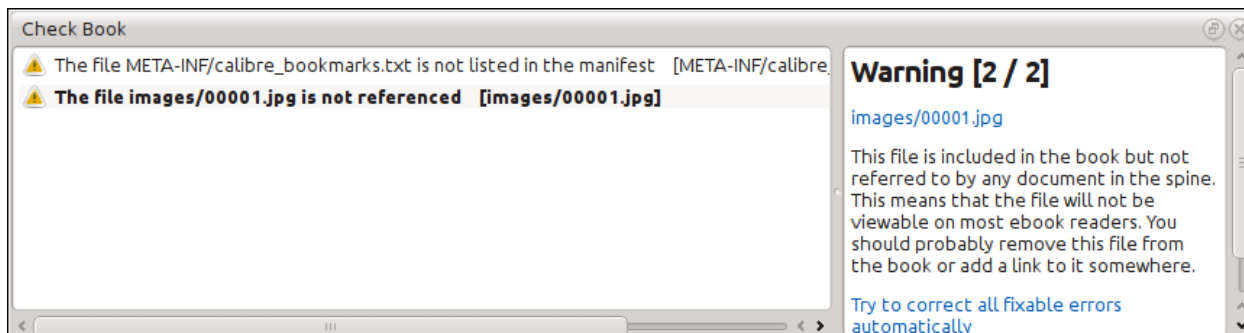 Check Book
The file META-INF/calibre_bookmarks.txt is not listed in the manifest [META-INF/calibre_
The file images/00001.jpg is not referenced [images/00001.jpg]
Warning [2 / 2]
images/00001.jpg
This file is included in the book but not
referred to by any document in the spine.
This means that the file will not be
viewable on most ebook readers. You
should probably remove this file from
the book or add a link to it somewhere.
Try to correct all fixable errors
automatically